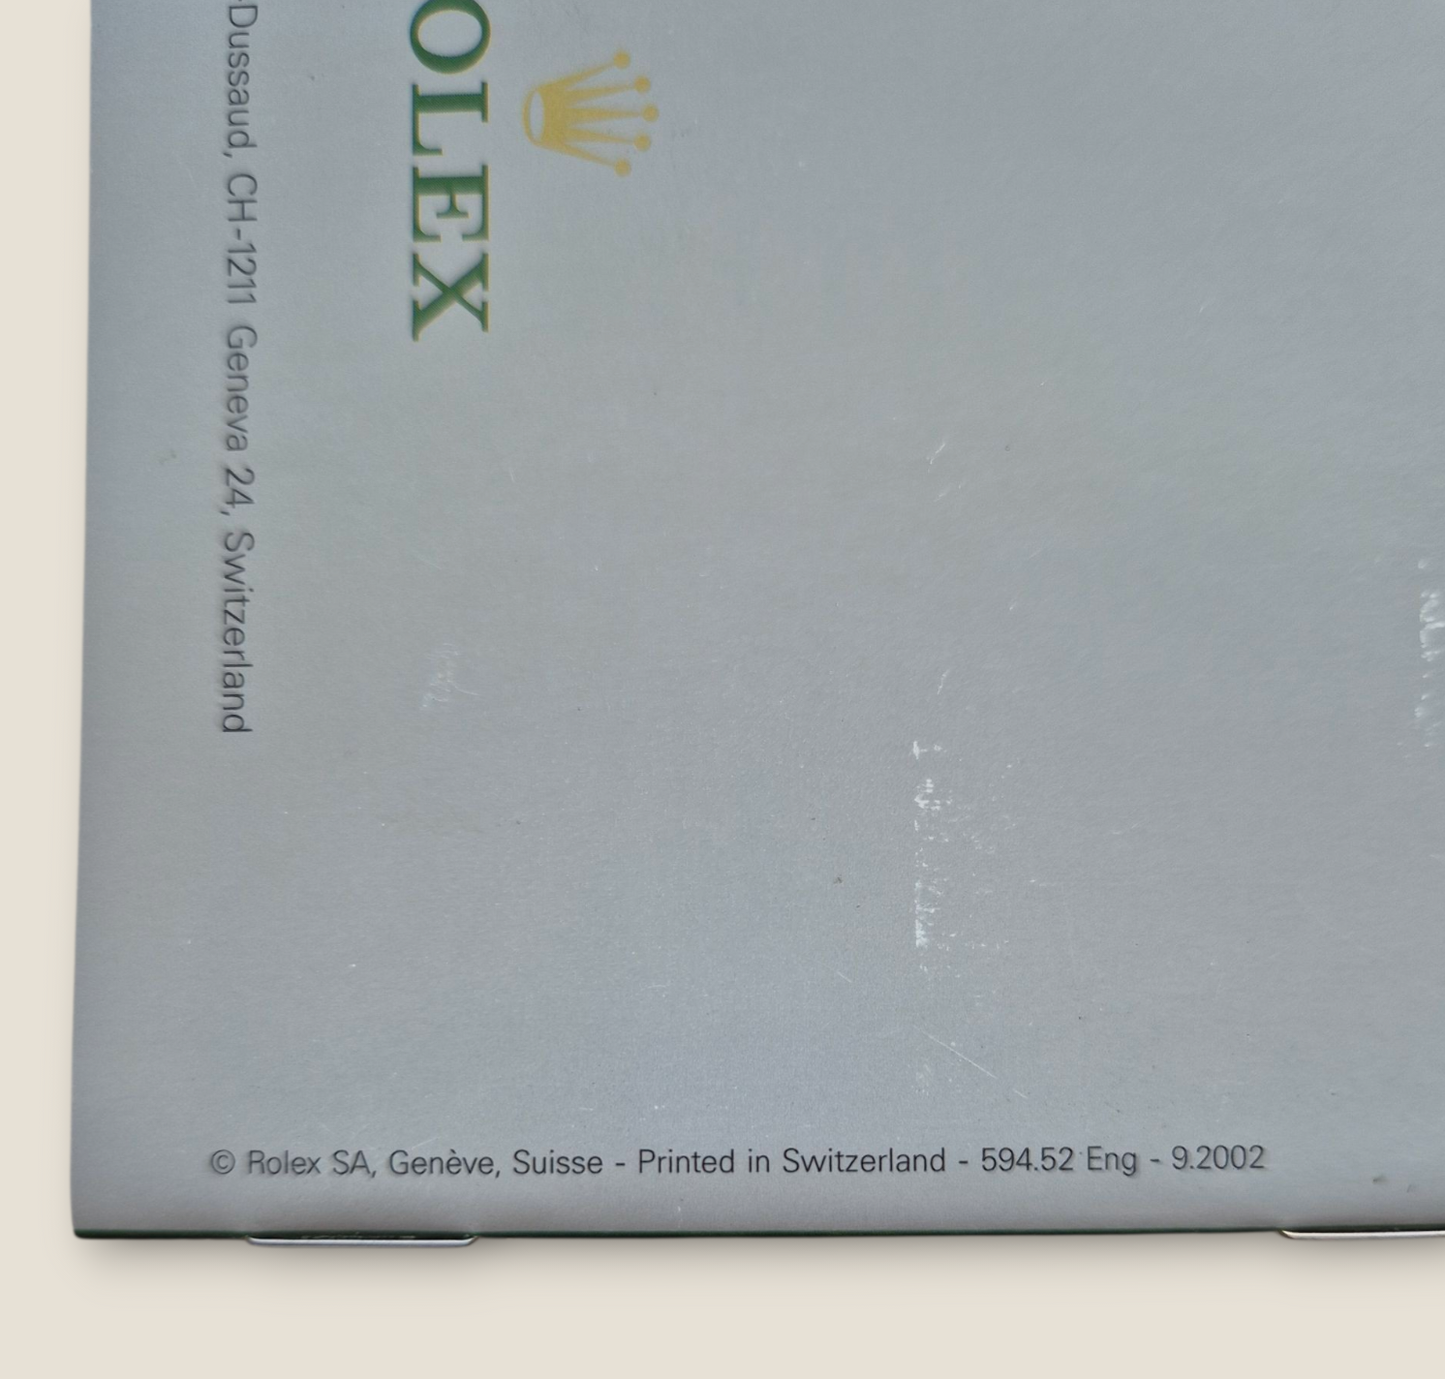 OLEX
Dussaud, CH-1211 Geneva 24, Switzerland
© Rolex SA, Genève, Suisse - Printed in Switzerland - 594.52 Eng - 9.2002